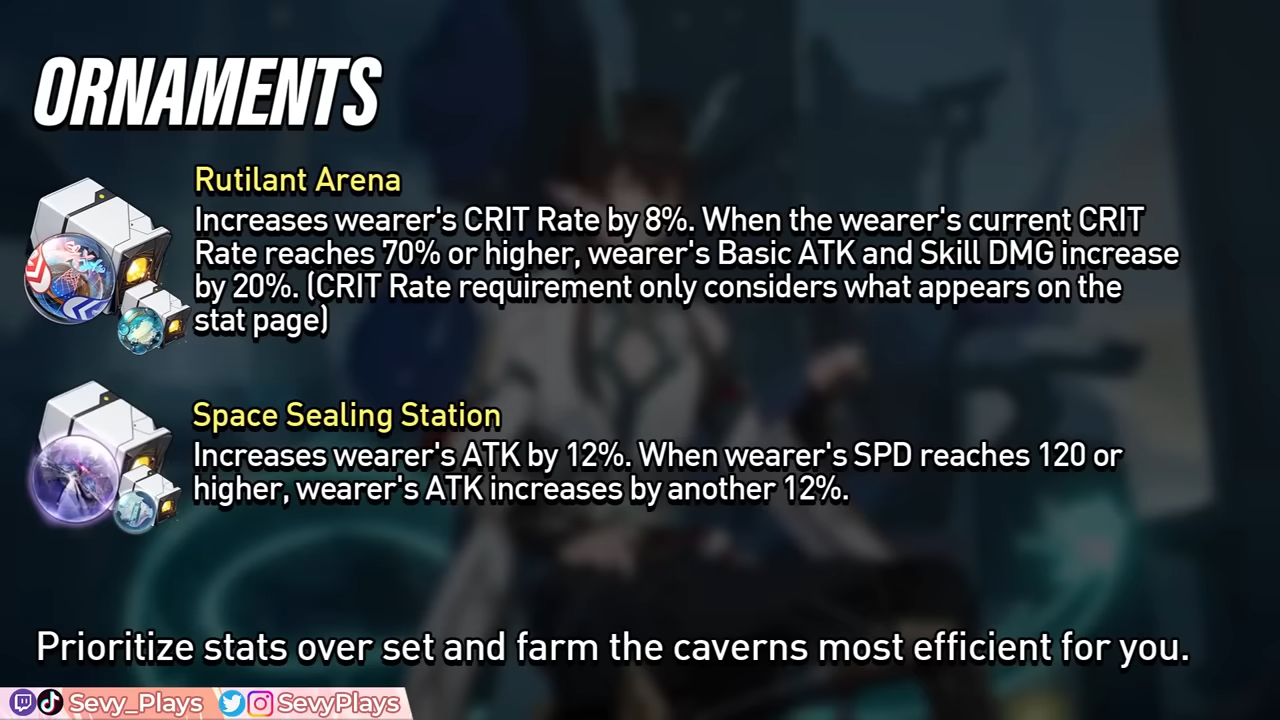 ORNAMENTS
Rutilant Arena
Increases wearer's CRIT Rate by 8%. When the wearer's current CRIT
Rate reaches 70% or higher, wearer's Basic ATK and Skill DMG increase
by 20%. (CRIT Rate requirement only considers what appears on the
stat page)
Space Sealing Station
Increases wearer's ATK by 12%. When wearer's SPD reaches 120 or
higher, wearer's ATK increases by another 12%.
Prioritize stats over set and farm the caverns most efficient for you.
Sevy_Plays SevyPlays